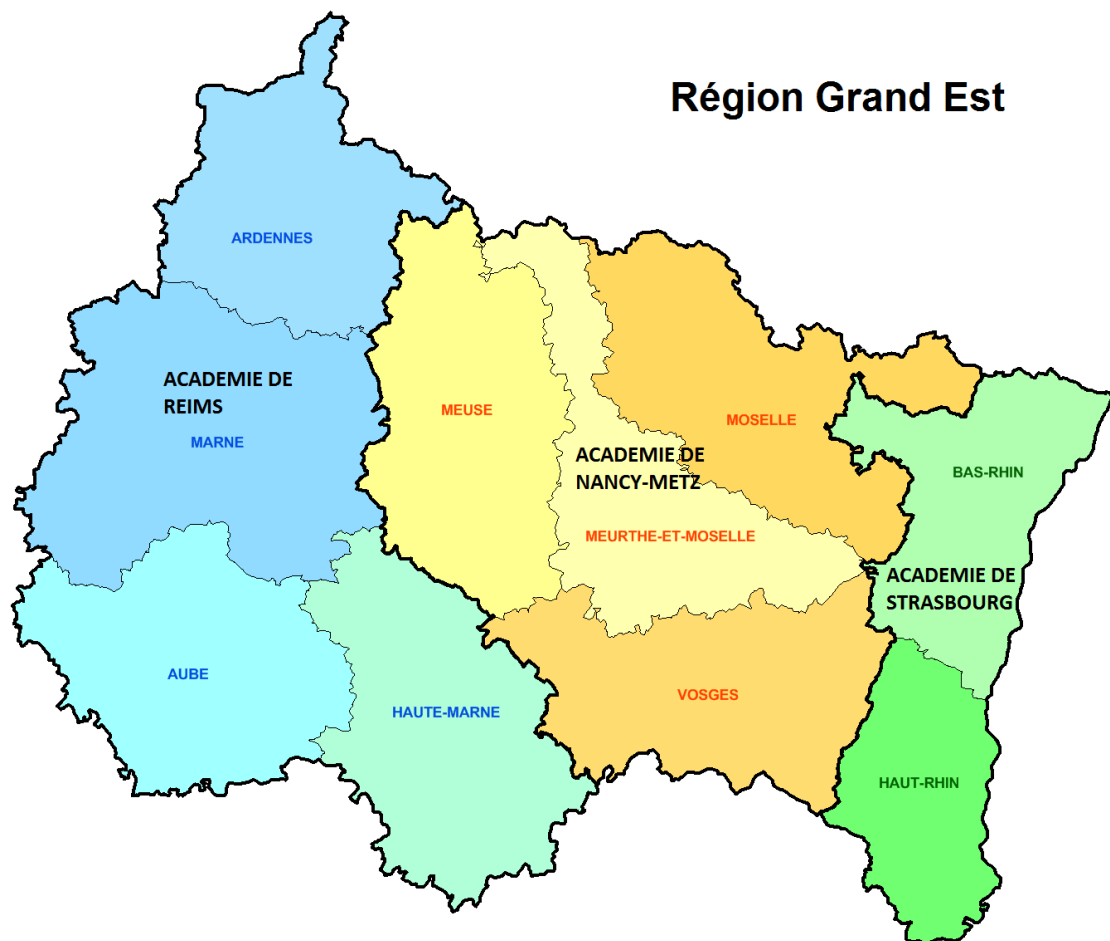 Région Grand Est
ARDENNES
ACADEMIE DE
REIMS
MARNE
MEUSE
MOSELLE
ACADEMIE DE
NANCY-METZ
BAS-RHIN
MEURTHE-ET-MOSELLE
ACADEMIE DE
STRASBOURG
AUBE
VOSGES
HAUTE-MARNE
HAUT-RHIN